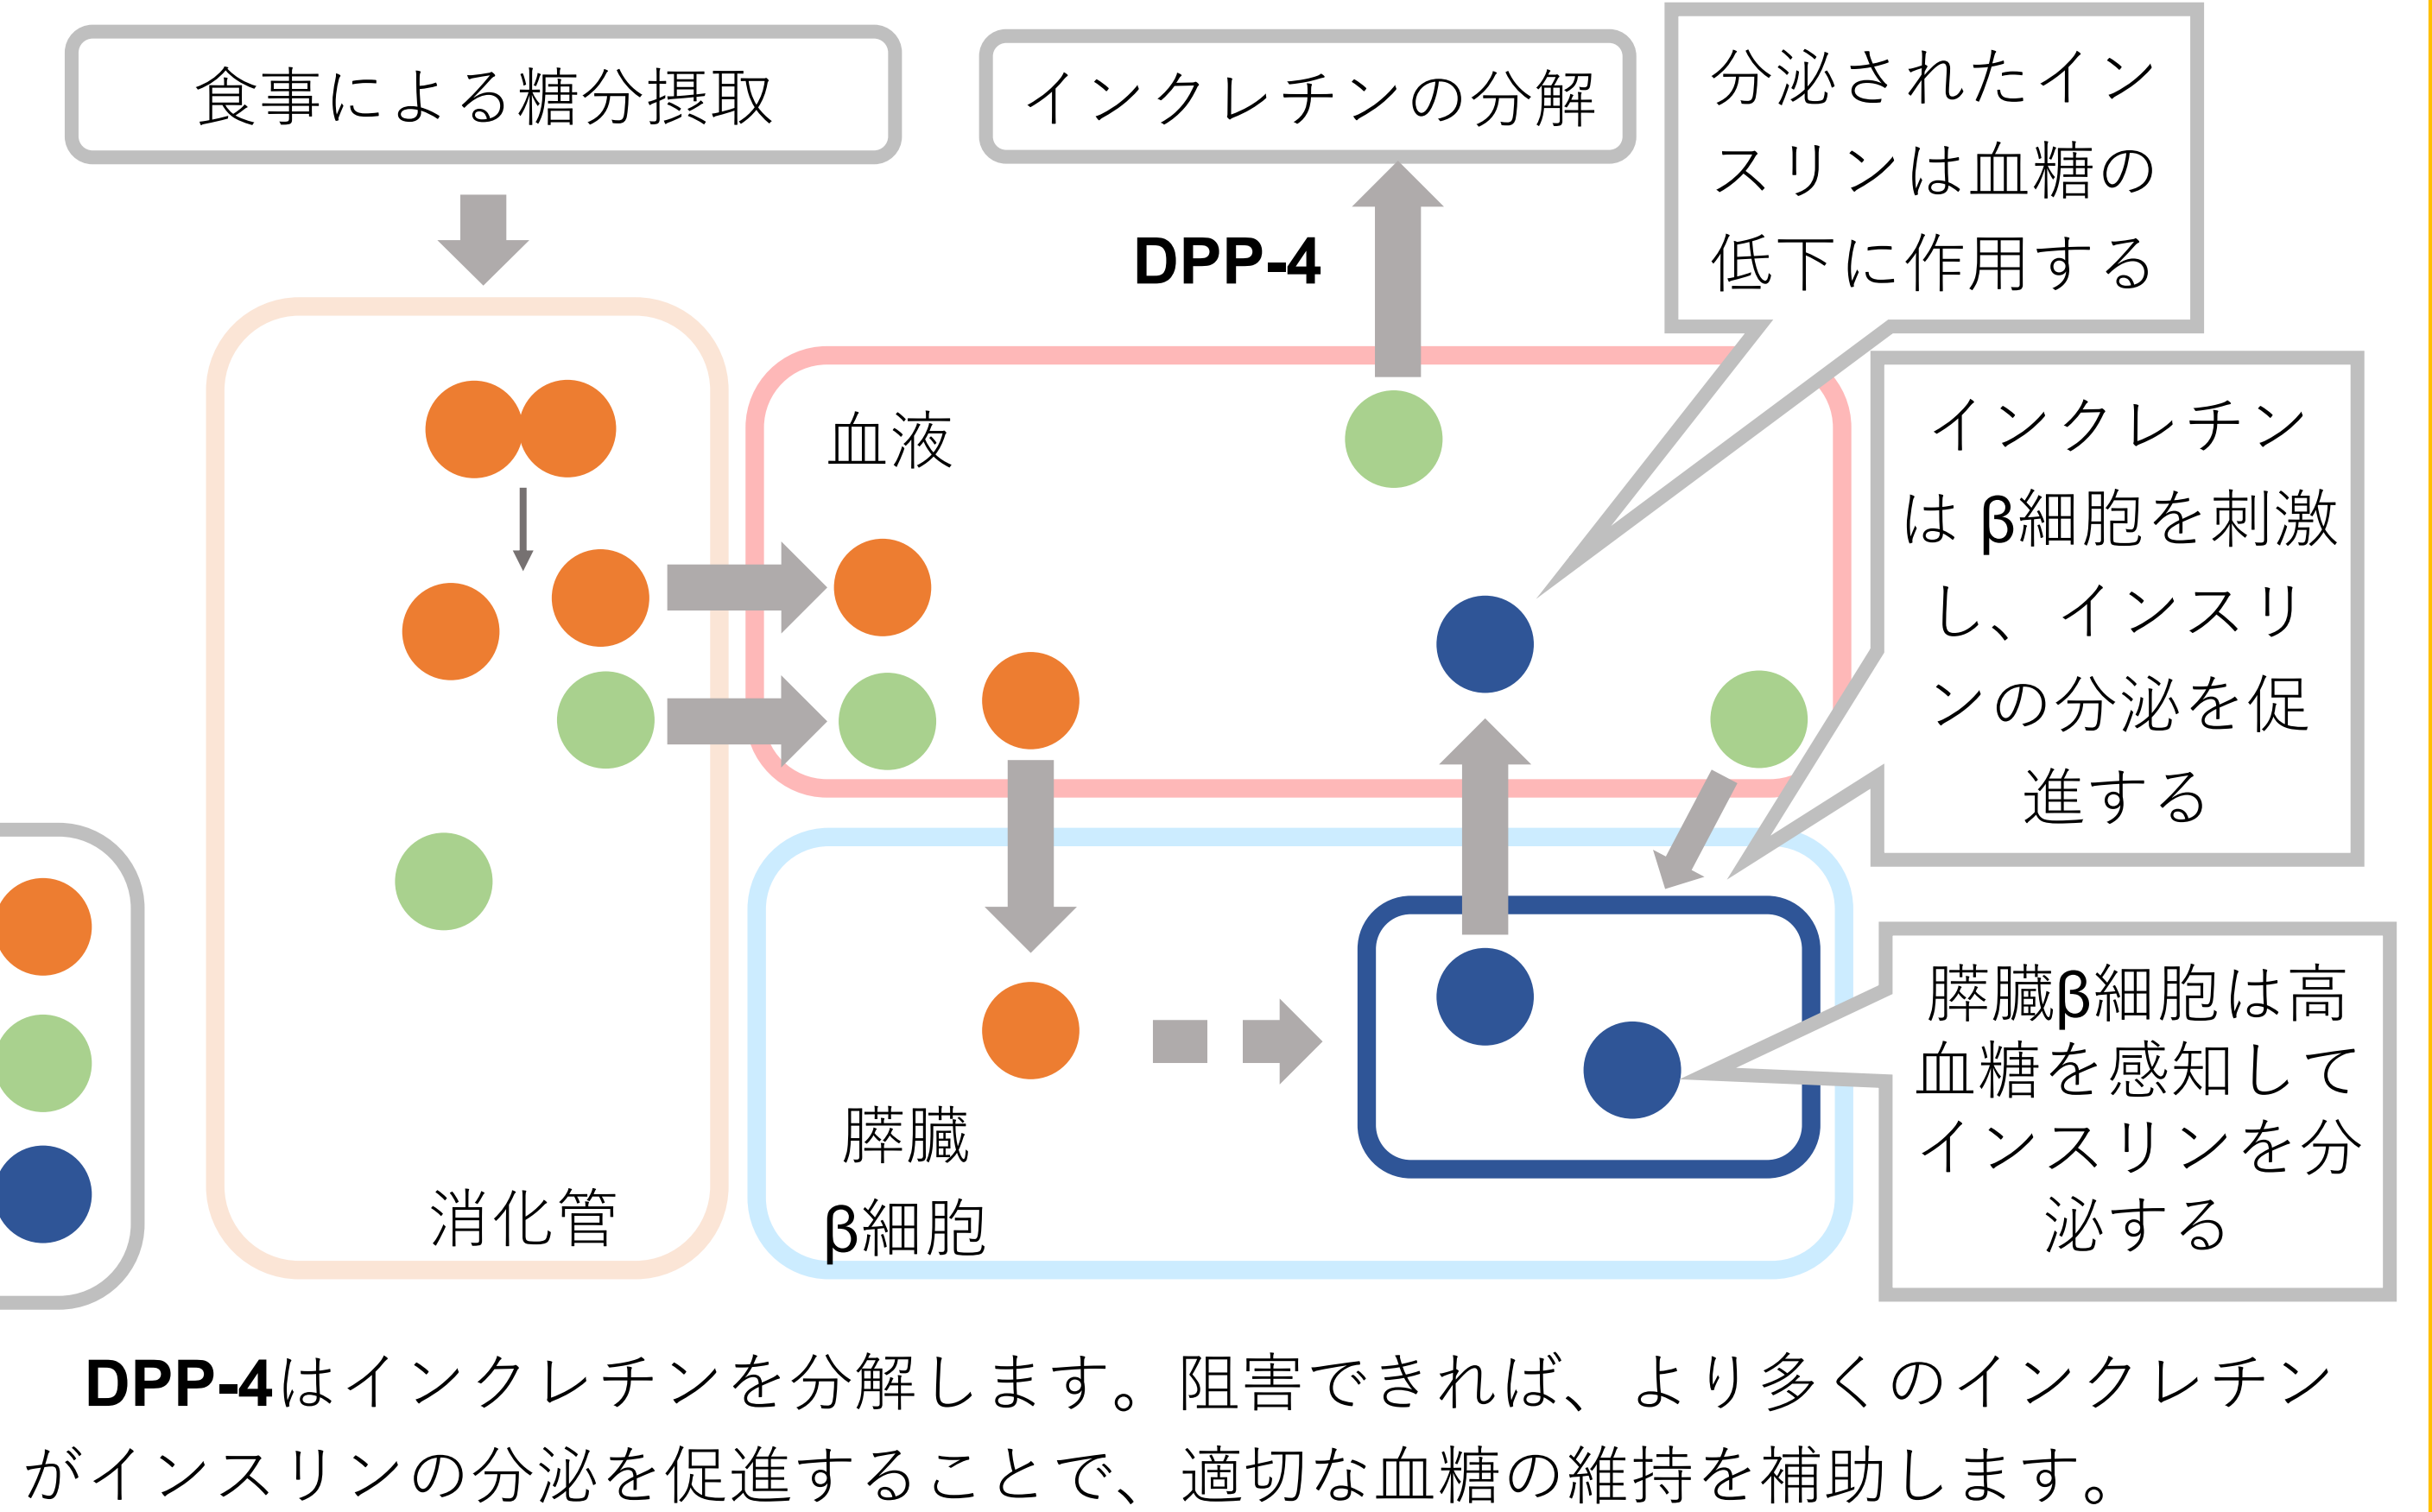 食事による糖分摂取
インクレチンの分解
DPP-4
分泌されたイン
スリンは血糖の
低下に作用する
血液
インクレチン
は β細胞を刺激
し、インスリ
ンの分泌を促
進する
膵臓β細胞は高
血糖を感知して
インスリンを分
泌する
膵臓
β細胞
消化管
DPP-4はインクレチンを分解します。阻害できれば、より多くのインクレチン
がインスリンの分泌を促進することで、適切な血糖の維持を補助します。